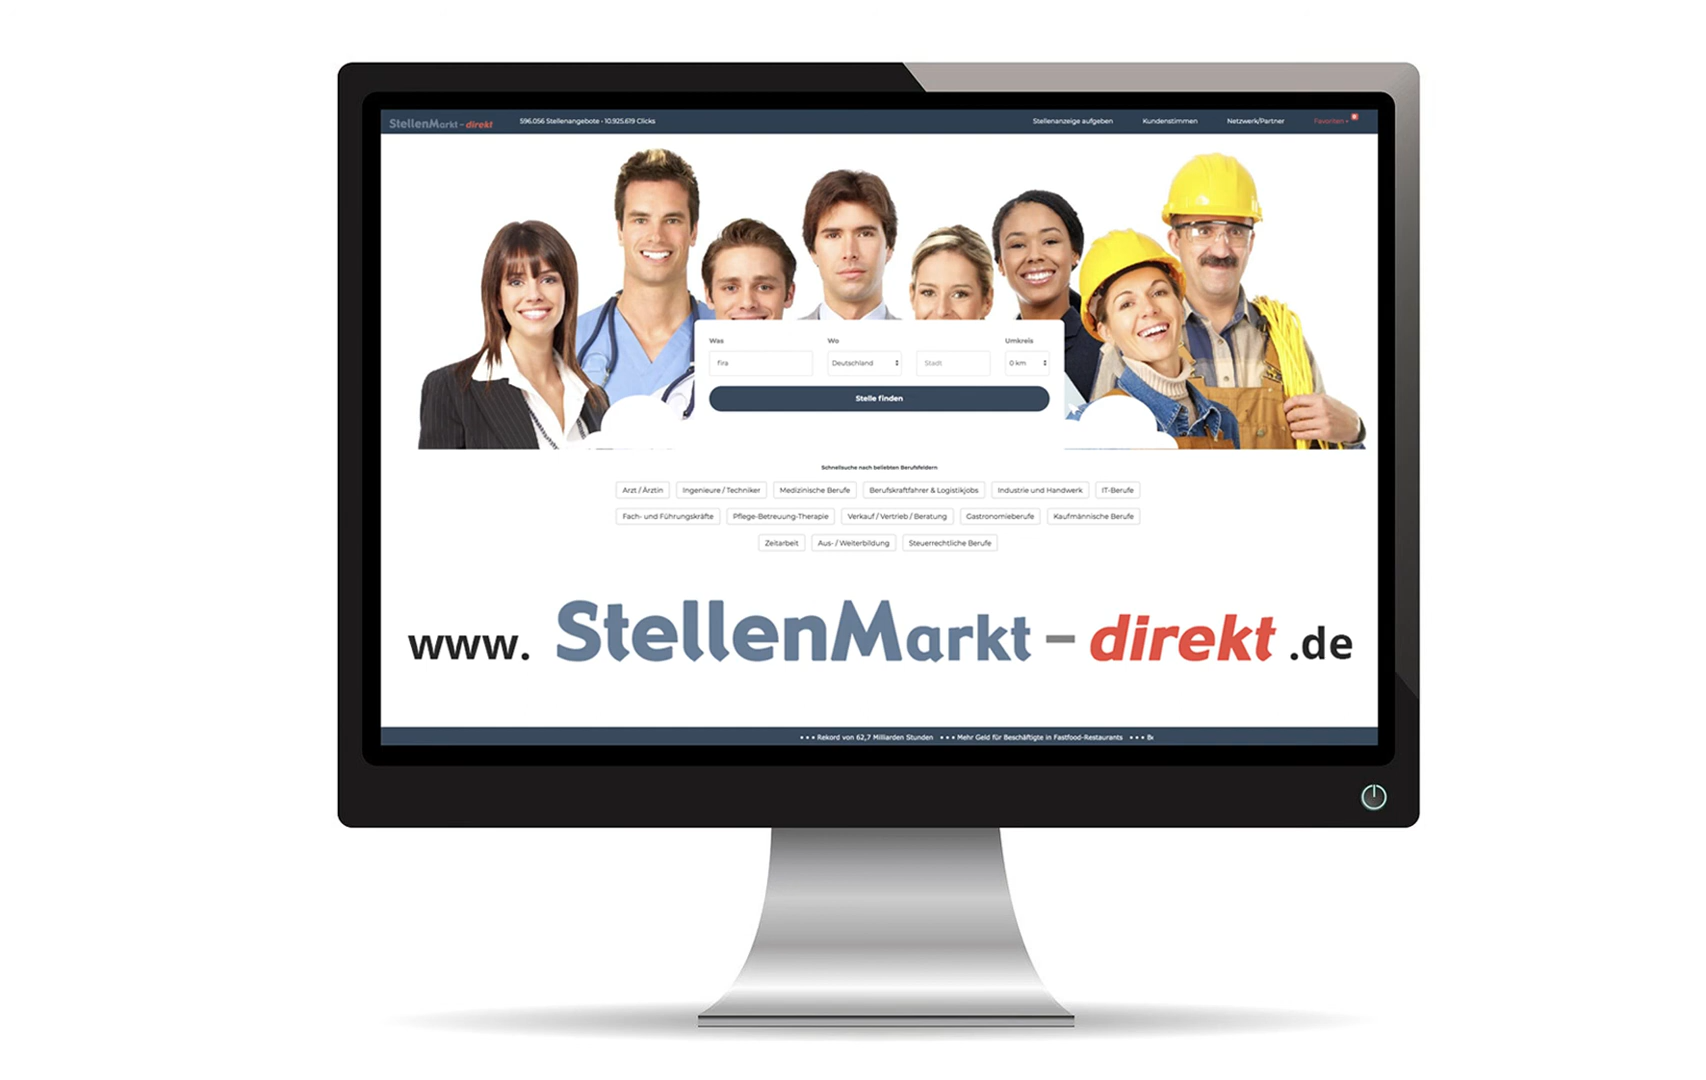 StellenMarkt - direkt 596.056 Stellenangebote - 10.925.619 Clicks Stellenanzeige aufgeben Kundenstimmen Netzwerk/Partner Favoriten
Was Wo Umkreis
fira Deutschland Stadt 0 km
Stelle finden
Schnellsuche nach beliebten Berufsfeldern
Arzt / Ärztin Ingenieure / Techniker Medizinische Berufe Berufskraftfahrer & Logistikjobs Industrie und Handwerk IT-Berufe
Fach- und Führungskräfte Pflege-Betreuung-Therapie Verkauf / Vertrieb / Beratung Gastronomieberufe Kaufmännische Berufe
Zeitarbeit Aus- / Weiterbildung Steuerrechtliche Berufe
www. StellenMarkt - direkt .de
• • • Rekord von 62,7 Milliarden Stunden • • • Mehr Geld für Beschäftigte in Fastfood-Restaurants • • •